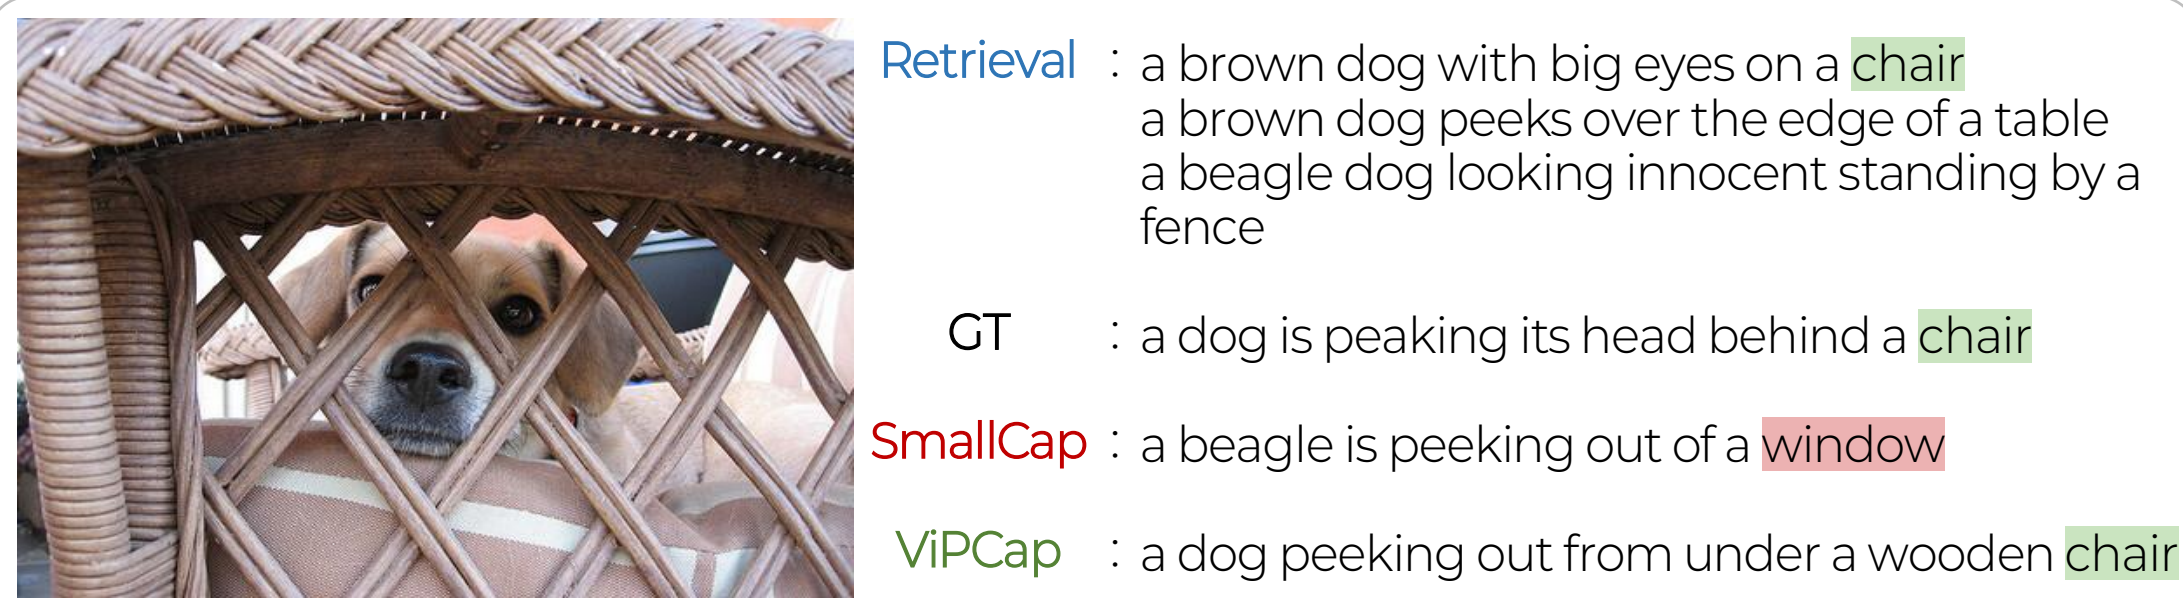 Retrieval : a brown dog with big eyes on a chair
a brown dog peeks over the edge of a table
a beagle dog looking innocent standing by a
fence
GT : a dog is peaking its head behind a chair
SmallCap : a beagle is peeking out of a window
ViPCap : a dog peeking out from under a wooden chair